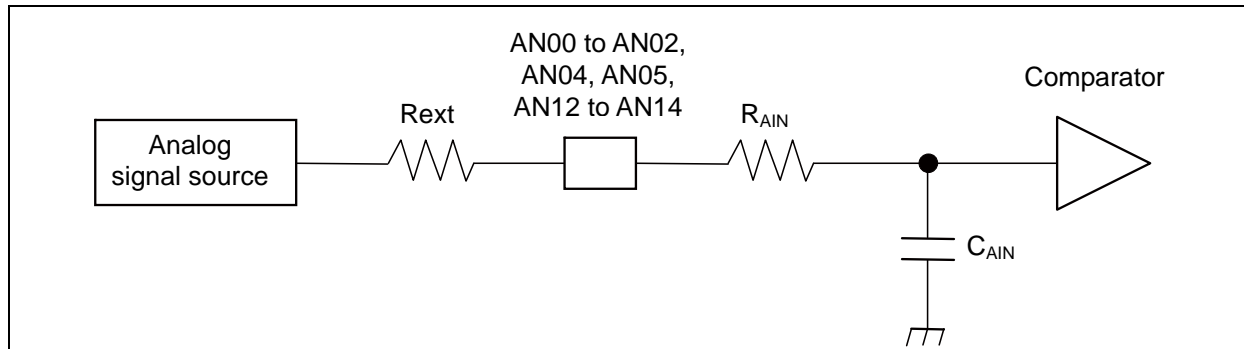 AN00 to AN02,
AN04, AN05,
AN12 to AN14
Comparator
Rext
RAIN
Analog
signal source
CAIN